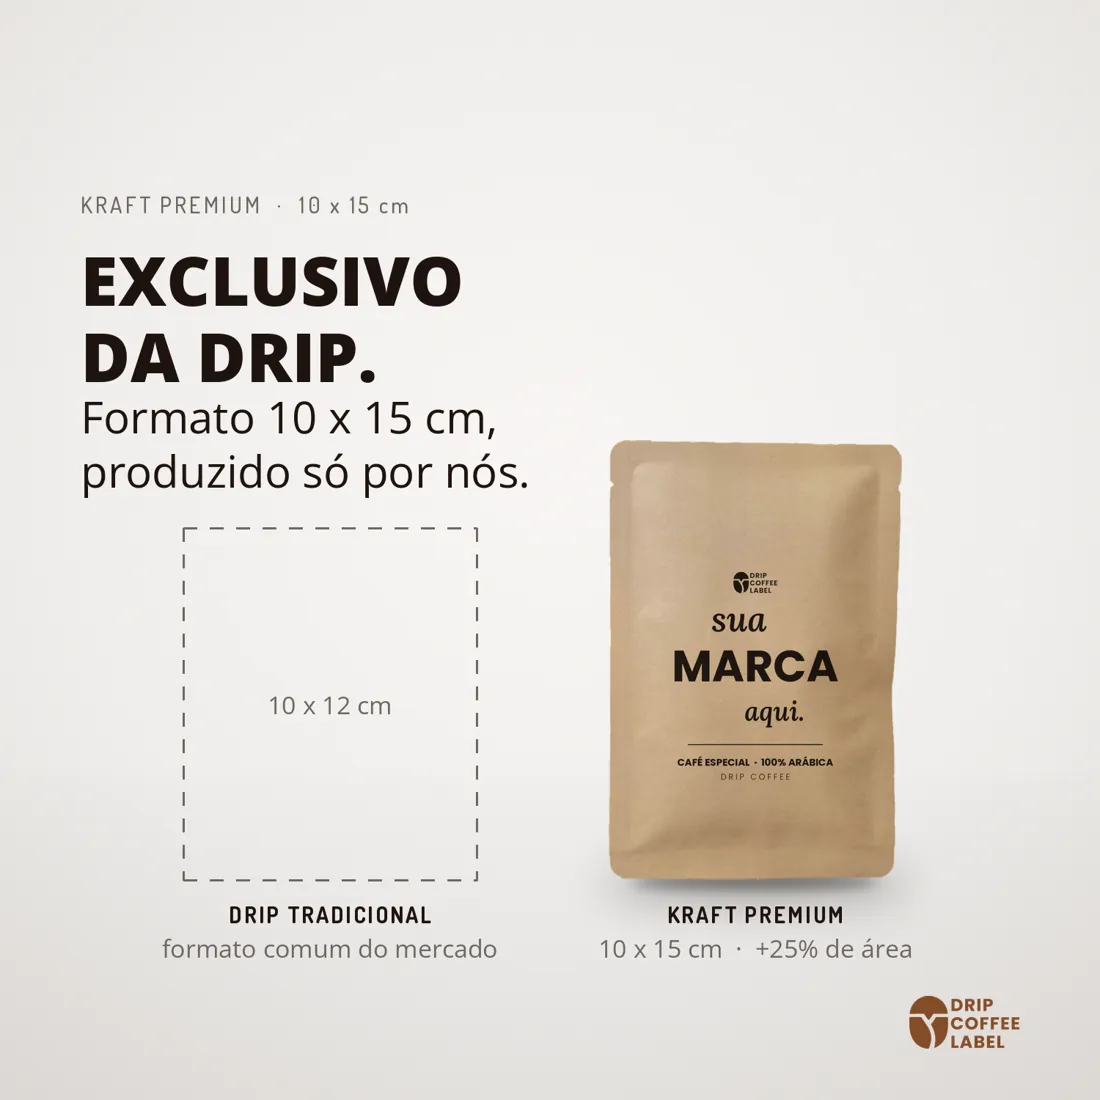 KRAFT PREMIUM · 10 x 15 cm
EXCLUSIVO
DA DRIP.
Formato 10 x 15 cm,
produzido só por nós.
10 x 12 cm
DRIP TRADICIONAL
formato comum do mercado
DRIP
COFFEE
LABEL
sua
MARCA
aqui.
CAFÉ ESPECIAL · 100% ARÁBICA
DRIP COFFEE
KRAFT PREMIUM
10 x 15 cm · +25% de área
DRIP
COFFEE
LABEL